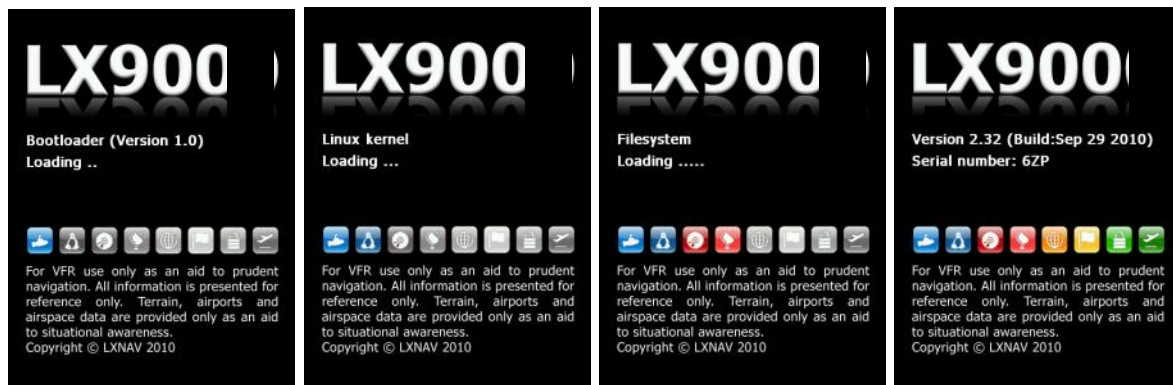 LX900
Bootloader (Version 1.0)
Loading ..
For VFR use only as an aid to prudent
navigation. All information is presented for
reference only. Terrain, airports and
airspace data are provided only as an aid
to situational awareness.
Copyright © LXNAV 2010
LX900
Linux kernel
Loading ...
For VFR use only as an aid to prudent
navigation. All information is presented for
reference only. Terrain, airports and
airspace data are provided only as an aid
to situational awareness.
Copyright © LXNAV 2010
LX900
Filesystem
Loading .....
For VFR use only as an aid to prudent
navigation. All information is presented for
reference only. Terrain, airports and
airspace data are provided only as an aid
to situational awareness.
Copyright © LXNAV 2010
LX900
Version 2.32 (Build:Sep 29 2010)
Serial number: 6ZP
For VFR use only as an aid to prudent
navigation. All information is presented for
reference only. Terrain, airports and
airspace data are provided only as an aid
to situational awareness.
Copyright © LXNAV 2010